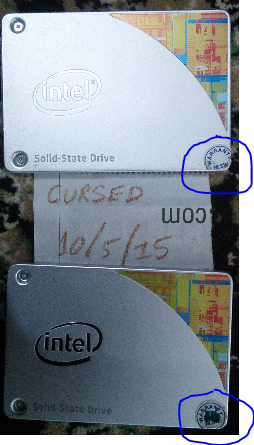 intel
Solid-State Drive
CURSED
com
10/5/15
intel
Solid-State Drive